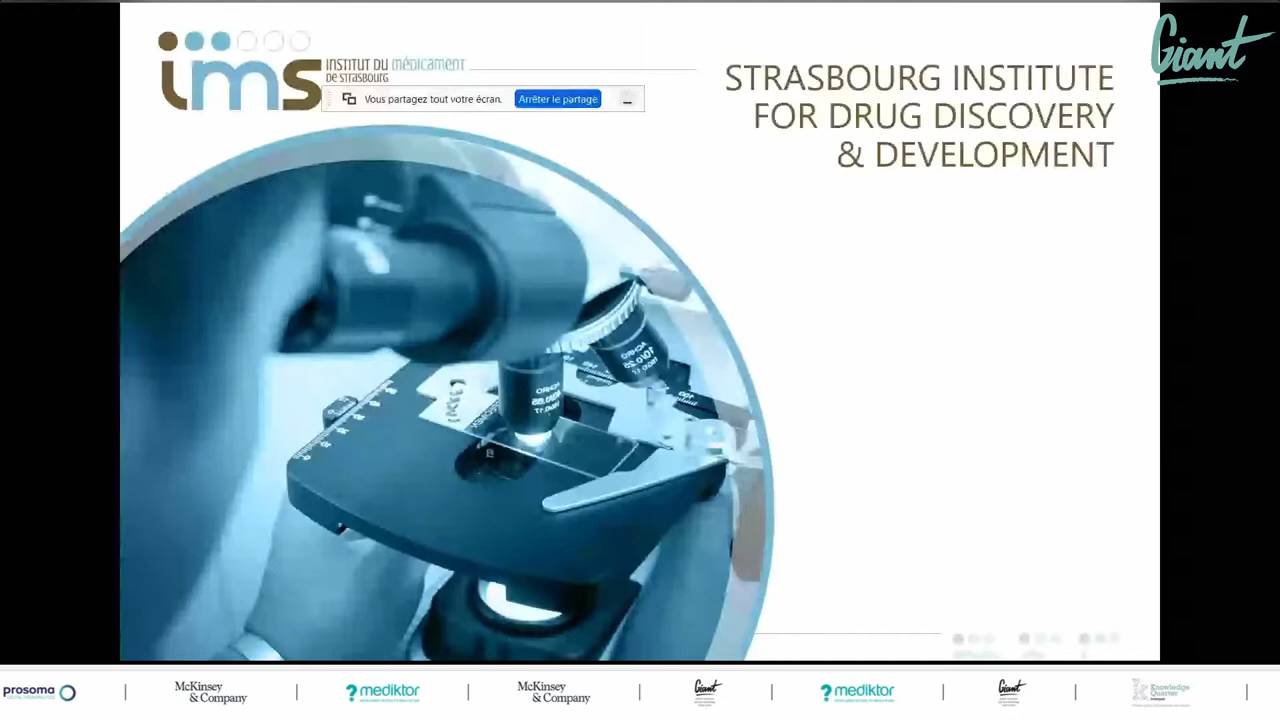 Giant
ims
INSTITUT DU médicament
DE STRASBOURG
Vous partagez tout votre écran.
Arrêter le partage
STRASBOURG INSTITUTE
FOR DRUG DISCOVERY
& DEVELOPMENT
prosoma
McKinsey
& Company
mediktor
McKinsey
& Company
Giant
mediktor
Giant
Knowledge
Quarter